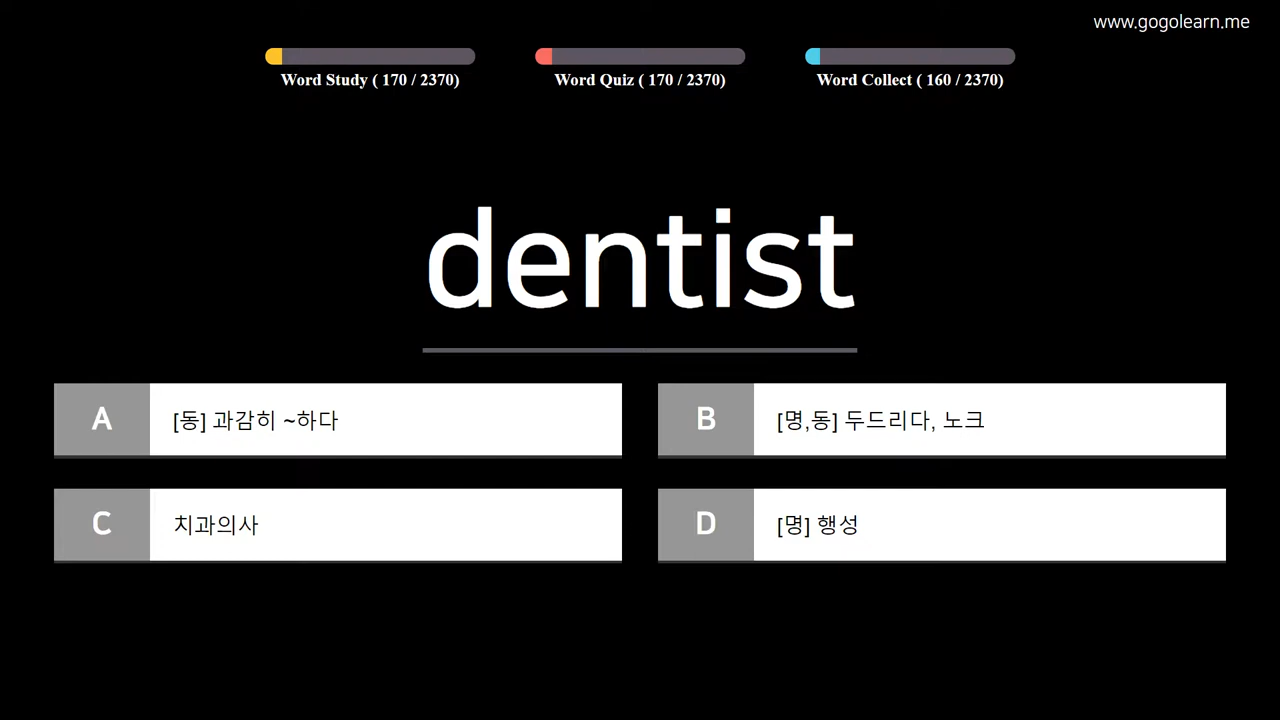 www.gogolearn.me
Word Study ( 170 / 2370)
Word Quiz ( 170 / 2370)
Word Collect ( 160 / 2370)
dentist
A [동] 과감히 ~하다
B [명,동] 두드리다, 노크
C 치과의사
D [명] 행성